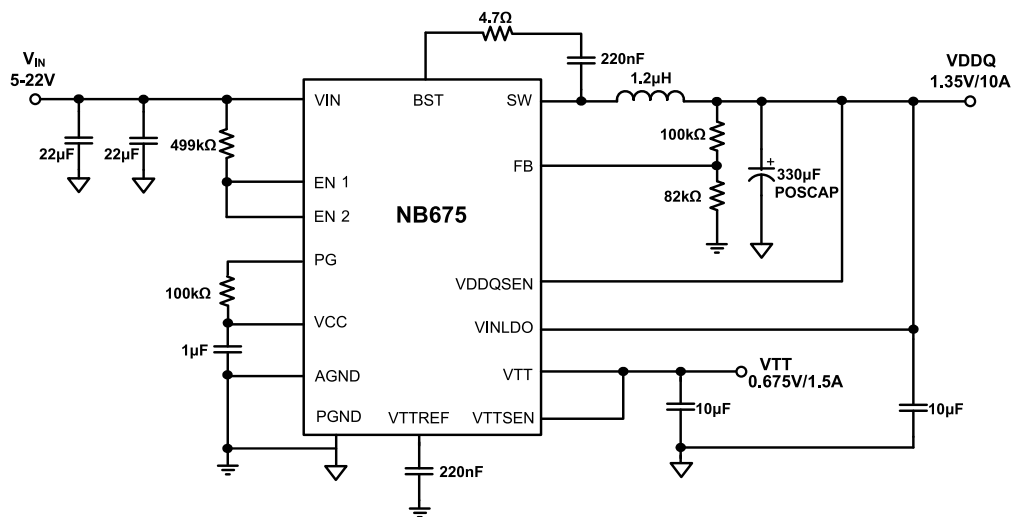 4.7Ω
220nF
V_IN
5-22V
VDDQ
1.35V/10A
1.2µH
VIN
BST
SW
22µF
22µF
499kΩ
100kΩ
FB
330µF
POSCAP
+
82kΩ
EN 1
EN 2
NB675
PG
100kΩ
VDDQSEN
VCC
VINLDO
1µF
AGND
VTT
VTT
0.675V/1.5A
PGND
VTTREF
VTTSEN
10µF
10µF
220nF